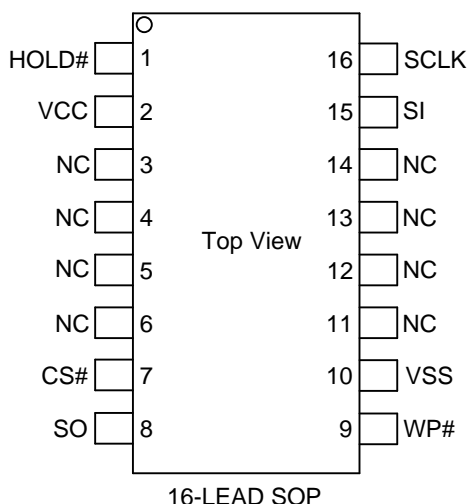 HOLD# 1 16 SCLK
VCC 2 15 SI
NC 3 14 NC
NC 4 13 NC
Top View
NC 5 12 NC
NC 6 11 NC
CS# 7 10 VSS
SO 8 9 WP#
16-LEAD SOP